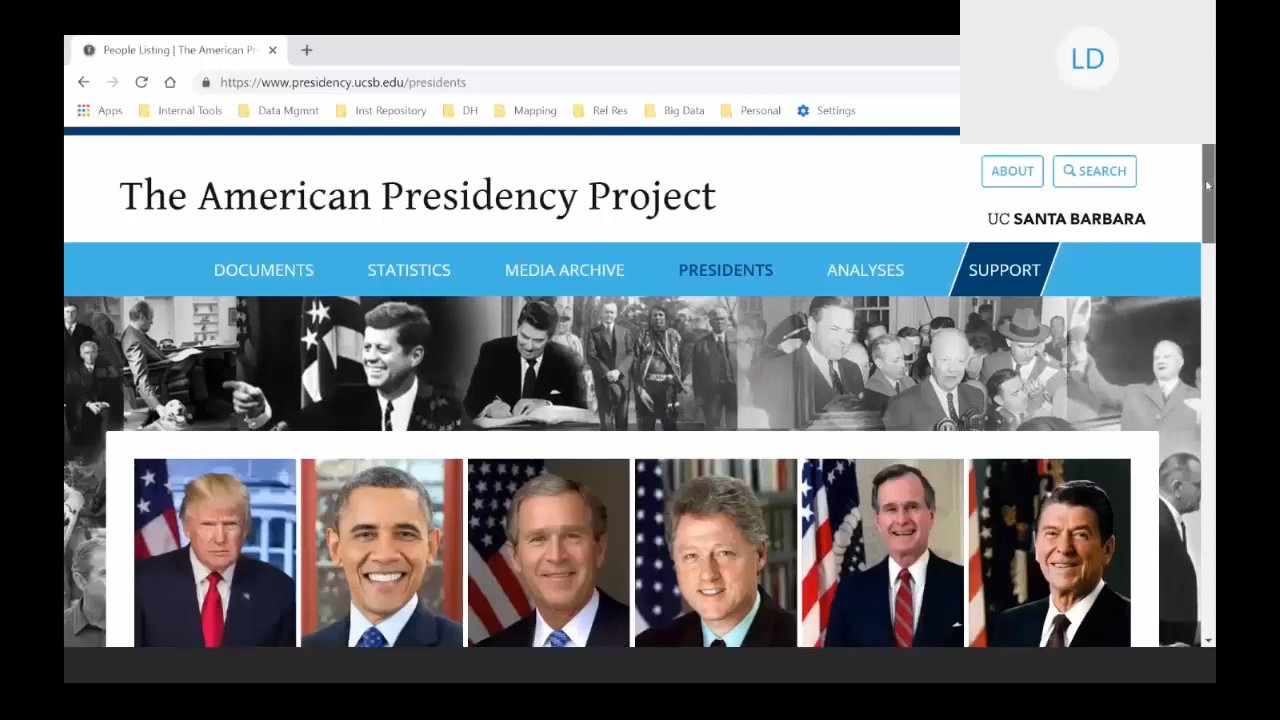 People Listing | The American Pr
https://www.presidency.ucsb.edu/presidents
Apps Internal Tools Data Mgmnt Inst Repository DH Mapping Ref Res Big Data Personal Settings
LD
ABOUT SEARCH
The American Presidency Project
UC SANTA BARBARA
DOCUMENTS STATISTICS MEDIA ARCHIVE PRESIDENTS ANALYSES SUPPORT